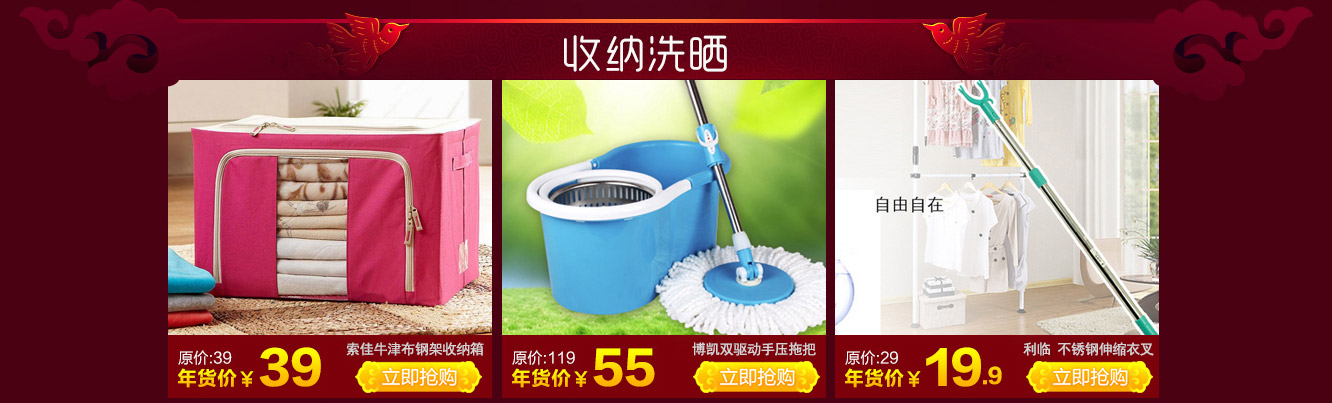 收纳洗晒
自由自在
原价:39
索佳牛津布钢架收纳箱
年货价¥39
立即抢购
原价:119
博凯双驱动手压拖把
年货价¥55
立即抢购
原价:29
利临 不锈钢伸缩衣叉
年货价¥19.9
立即抢购